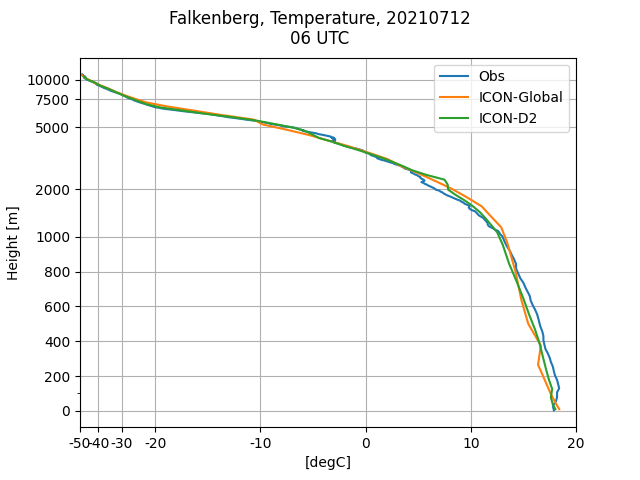 Falkenberg, Temperature, 20210712
06 UTC
Obs
ICON-Global
ICON-D2
Height [m]
10000
7500
5000
2000
1000
800
600
400
200
0
-50
-40
-30
-20
-10
0
10
20
[degC]